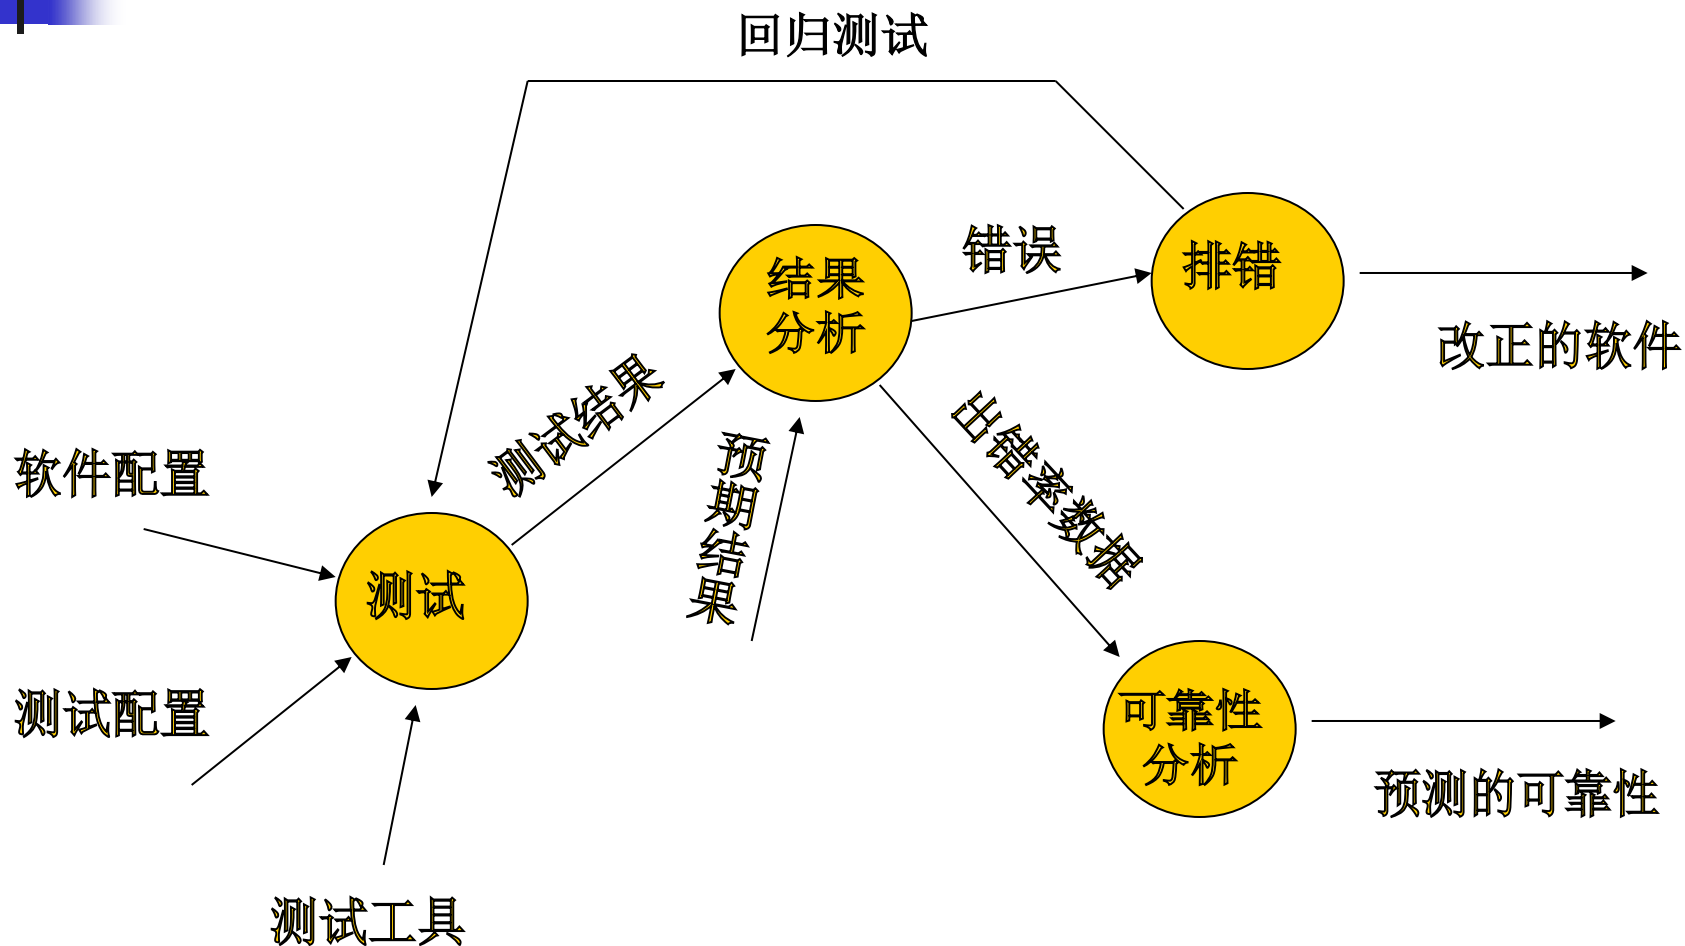 回归测试
错误
结果
分析
排错
改正的软件
测试结果
预期结果
出错率数据
软件配置
测试
测试配置
可靠性
分析
预测的可靠性
测试工具